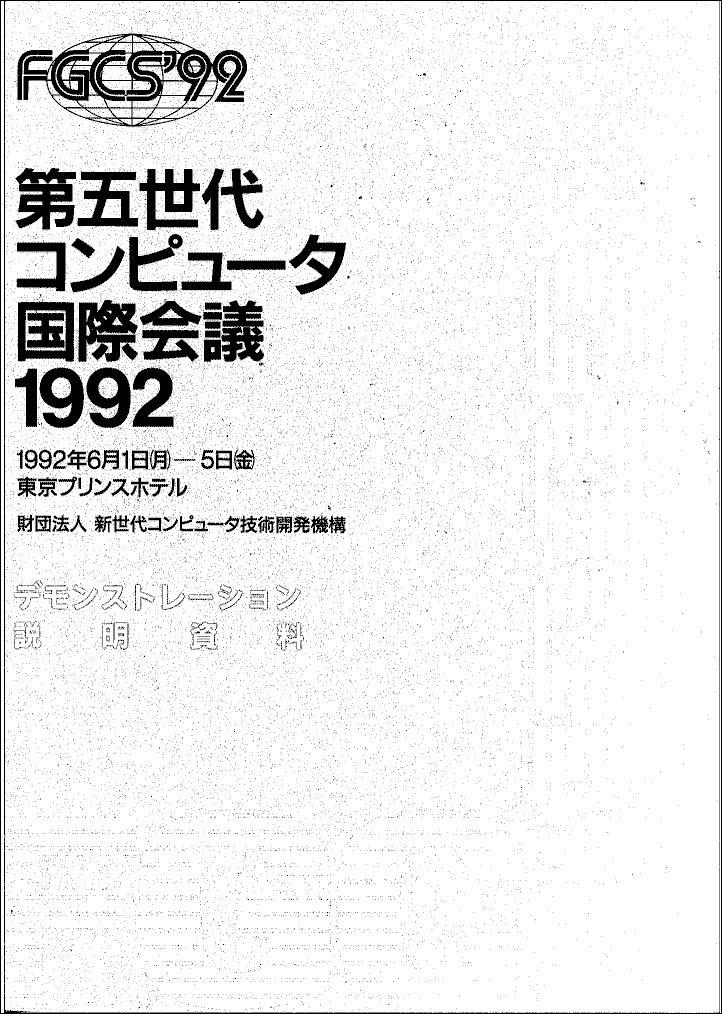 FGCS'92
第五世代
コンピュータ
国際会議
1992
1992年6月1日(月)—5日(金)
東京プリンスホテル
財団法人 新世代コンピュータ技術開発機構
デモンストレーション
説明資料